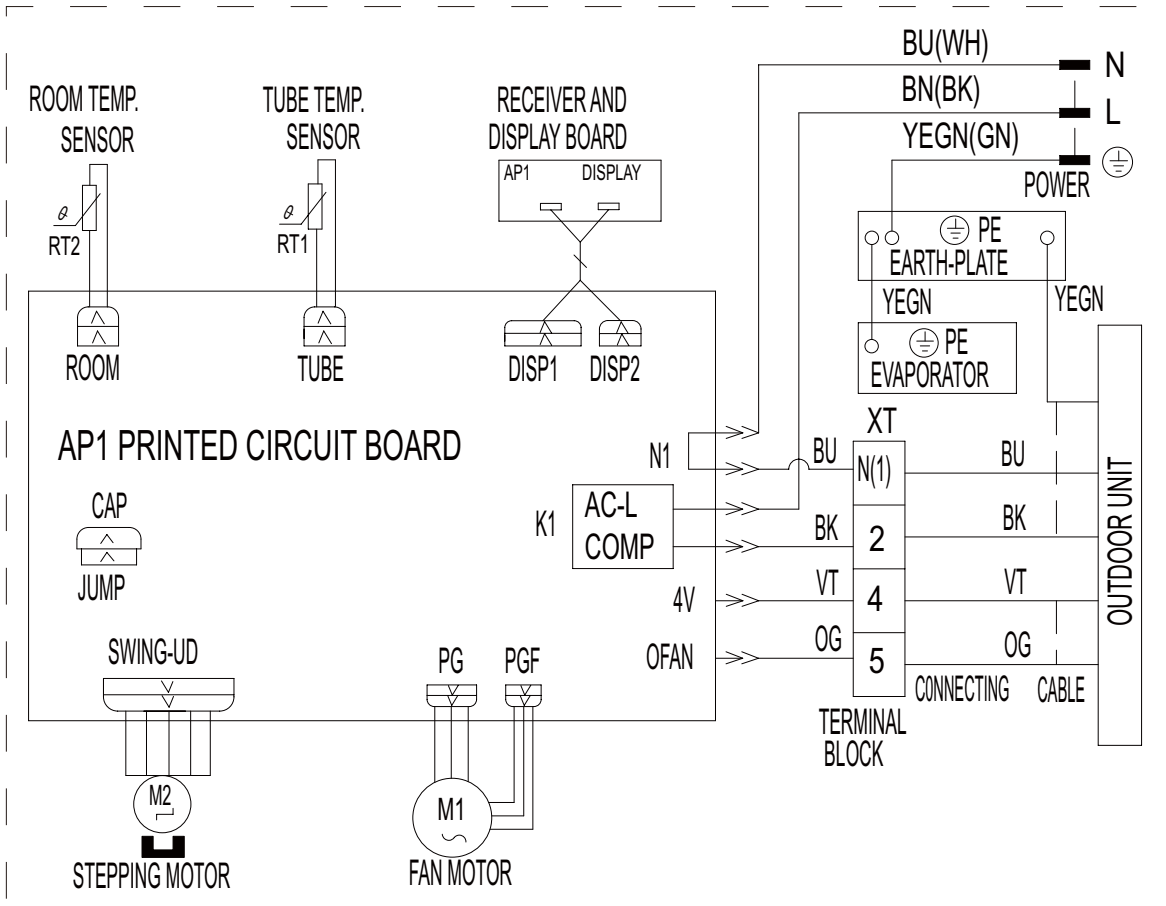 BU(WH)
N
BN(BK)
L
YEGN(GN)
POWER
ROOM TEMP.
SENSOR
θ
RT2
TUBE TEMP.
SENSOR
θ
RT1
RECEIVER AND
DISPLAY BOARD
AP1 DISPLAY
PE
EARTH-PLATE
YEGN
YEGN
PE
EVAPORATOR
ROOM
TUBE
DISP1
DISP2
AP1 PRINTED CIRCUIT BOARD
CAP
JUMP
N1
K1
AC-L
COMP
4V
OFAN
BU
BK
VT
OG
XT
N(1)
2
4
5
TERMINAL
BLOCK
BU
BK
VT
OG
CONNECTING CABLE
OUTDOOR UNIT
SWING-UD
M2
STEPPING MOTOR
PG
PGF
M1
FAN MOTOR